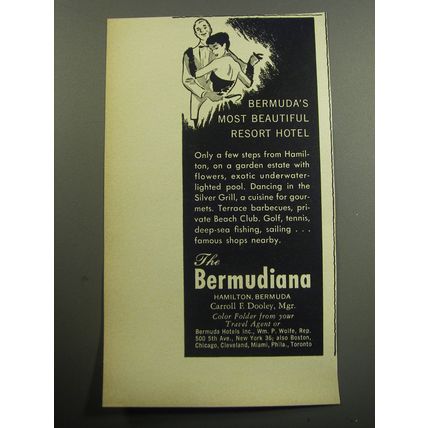 BERMUDA'S
MOST BEAUTIFUL
RESORT HOTEL
Only a few steps from Hamil-
ton, on a garden estate with
flowers, exotic underwater-
lighted pool. Dancing in the
Silver Grill, a cuisine for gour-
mets. Terrace barbecues, pri-
vate Beach Club. Golf, tennis,
deep-sea fishing, sailing . . .
famous shops nearby.
The
Bermudiana
HAMILTON, BERMUDA
Carroll F. Dooley, Mgr.
Color Folder from your
Travel Agent or
Bermuda Hotels Inc., Wm. P. Wolfe, Rep.
500 5th Ave., New York 36; also Boston,
Chicago, Cleveland, Miami, Phila., Toronto